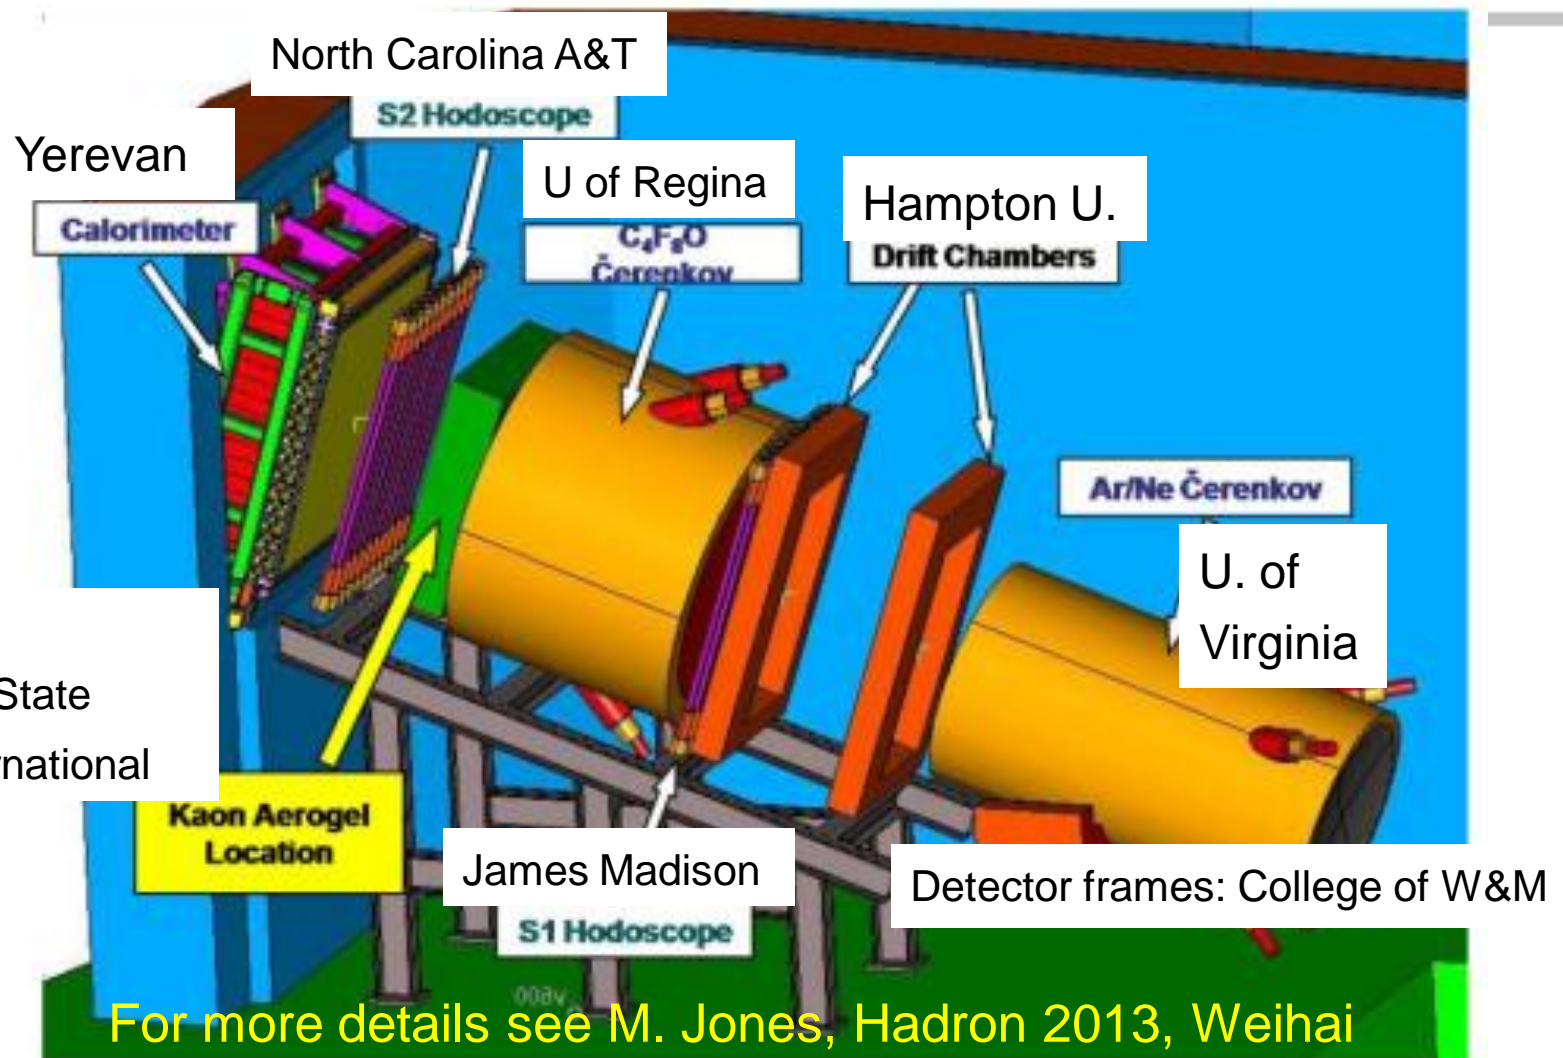 North Carolina A&T
S2 Hodoscope
Yerevan
Calorimeter
U of Regina
C₄F₈O
Čerenkov
Hampton U.
Drift Chambers
Ar/Ne Čerenkov
U. of
Virginia
State
Kaon Aerogel
Location
James Madison
S1 Hodoscope
Detector frames: College of W&M
For more details see M. Jones, Hadron 2013, Weihai